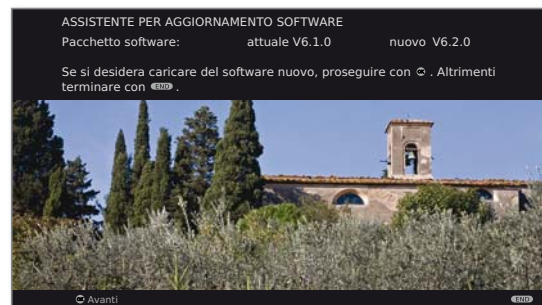 ASSISTENTE PER AGGIORNAMENTO SOFTWARE
Pacchetto software: attuale V6.1.0 nuovo V6.2.0
Se si desidera caricare del software nuovo, proseguire con . Altrimenti
terminare con END .
Avanti END